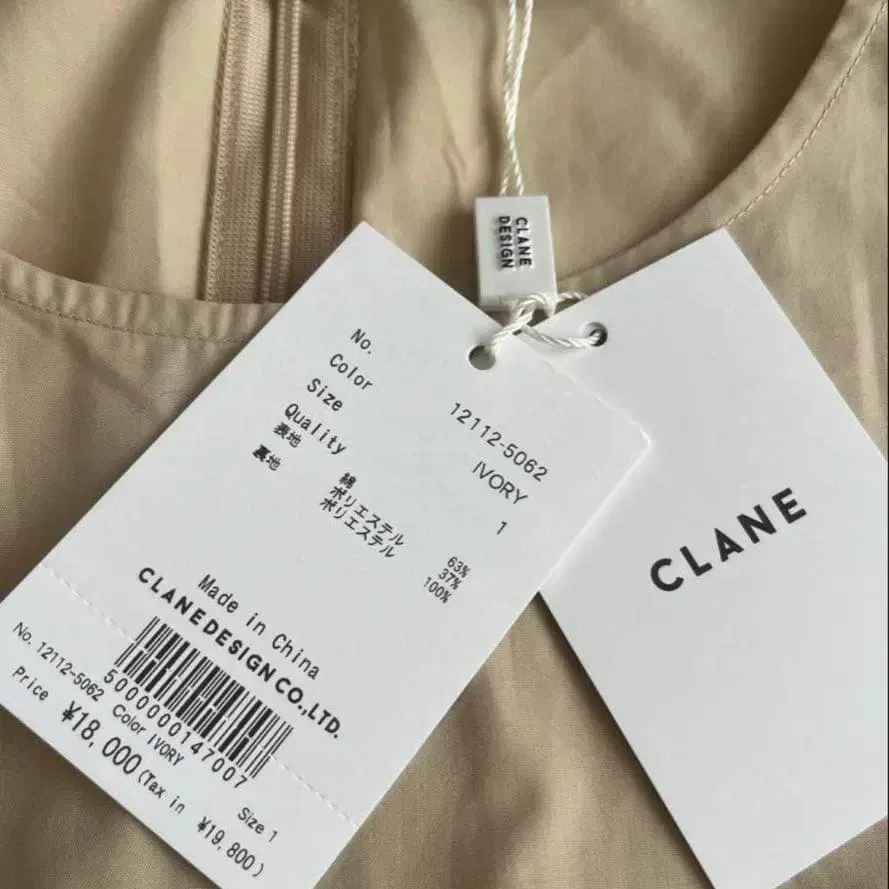 CLANE
DESIGN
No. 12112-5062
Color IVORY
Size 1
Quality
表地 綿 63%
ポリエステル 37%
裏地 ポリエステル 100%
Made in China
CLANE DESIGN CO.,LTD.
5000000147007
No. 12112-5062 Color IVORY Size 1
Price ¥18,000(Tax in ¥19,800)
CLANE